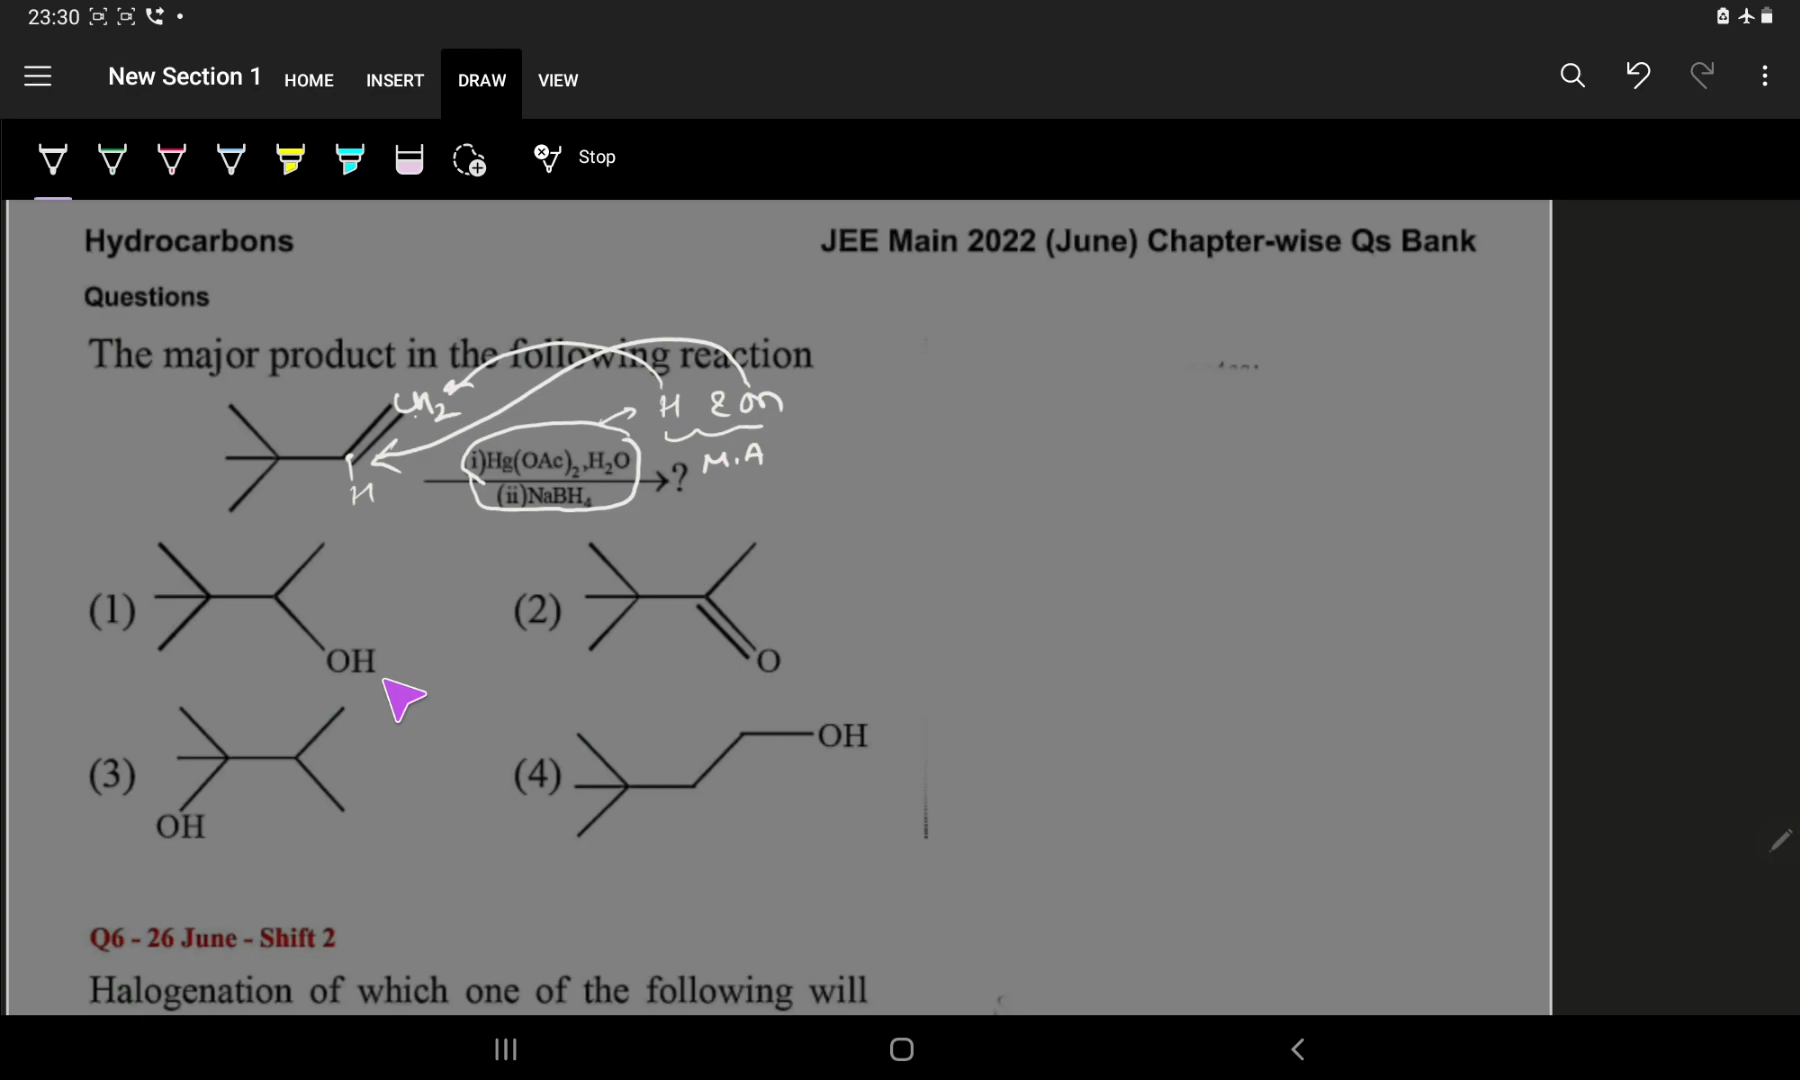 23:30
New Section 1 HOME INSERT DRAW VIEW
Stop
Hydrocarbons JEE Main 2022 (June) Chapter-wise Qs Bank
Questions
The major product in the following reaction
CH2 H & OH
i)Hg(OAc)₂,H₂O M.A
(ii)NaBH₄ ?
H
(1) OH
(2) O
(3) OH
(4) OH
Q6 - 26 June - Shift 2
Halogenation of which one of the following will